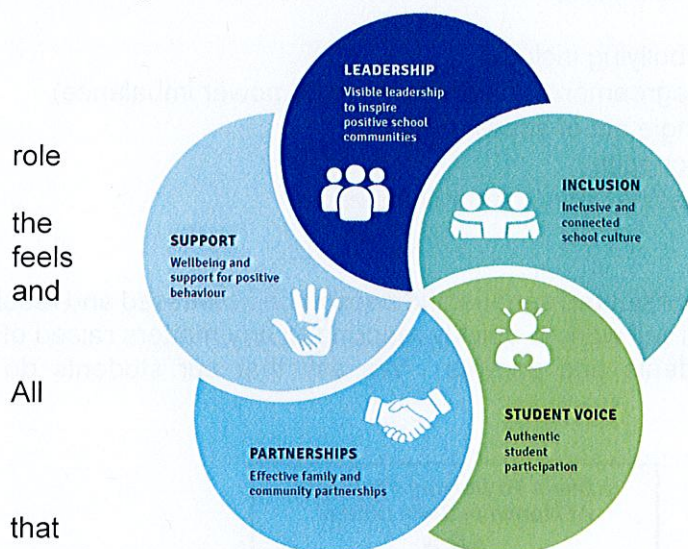 LEADERSHIP
Visible leadership
to inspire
positive school
communities
role
INCLUSION
Inclusive and
connected
school culture
the
feels
and
SUPPORT
Wellbeing and
support for positive
behaviour
All
STUDENT VOICE
Authentic
student
participation
PARTNERSHIPS
Effective family and
community partnerships
that